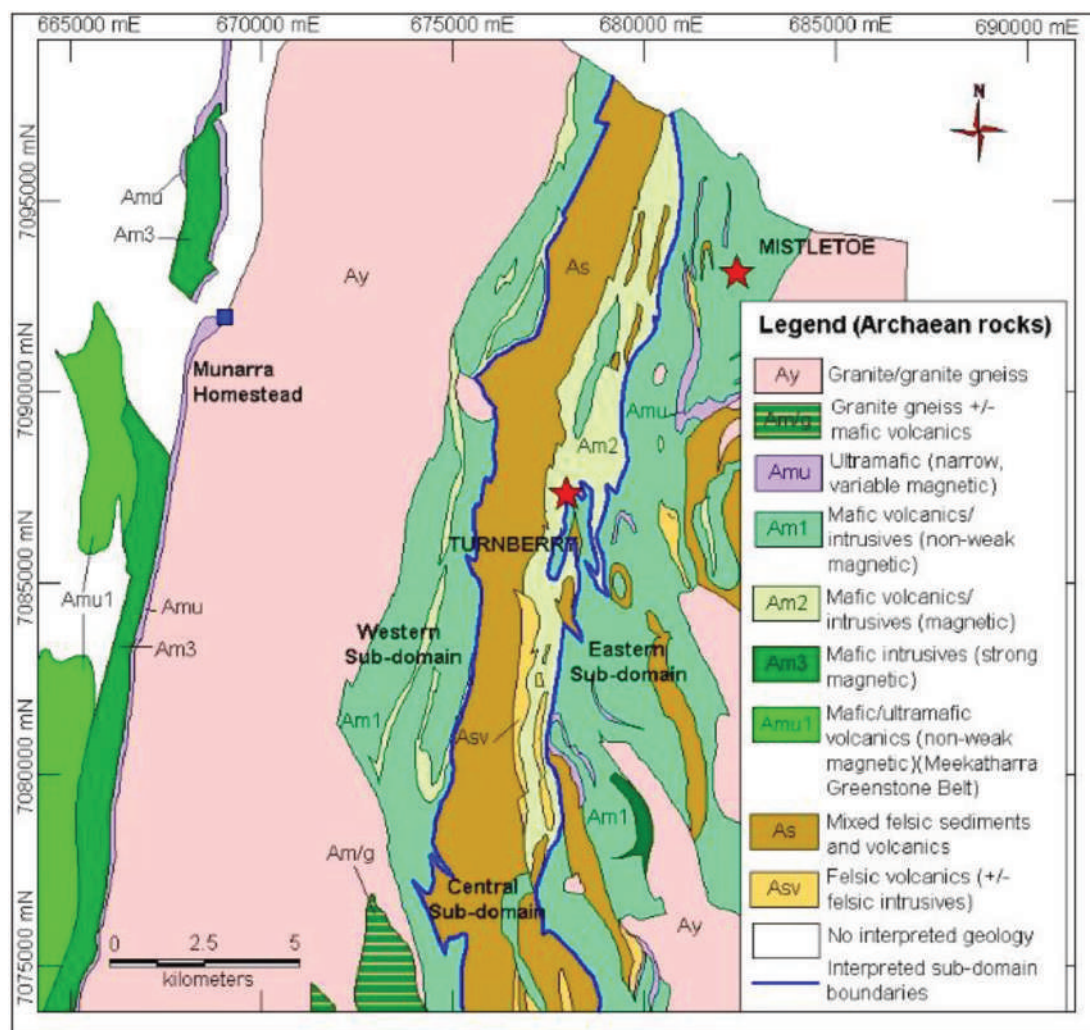 665000 mE
670000 mE
675000 mE
680000 mE
685000 mE
690000 mE
7095000 mN
7090000 mN
7085000 mN
7080000 mN
7075000 mN
N
Amu
Am3
Ay
As
MISTLETOE
Munarra
Homestead
Amu
Am2
TURNBERRY
Amu1
Amu
Am3
Western
Sub-domain
Eastern
Sub-domain
Am1
Asv
Am1
Am/g
Central
Sub-domain
Ay
0 2.5 5
kilometers
Legend (Archaean rocks)
Ay Granite/granite gneiss
Am/g Granite gneiss +/-
mafic volcanics
Amu Ultramafic (narrow,
variable magnetic)
Am1 Mafic volcanics/
intrusives (non-weak
magnetic)
Am2 Mafic volcanics/
intrusives (magnetic)
Am3 Mafic intrusives (strong
magnetic)
Amu1 Mafic/ultramafic
volcanics (non-weak
magnetic)(Meekatharra
Greenstone Belt)
As Mixed felsic sediments
and volcanics
Asv Felsic volcanics (+/-
felsic intrusives)
No interpreted geology
Interpreted sub-domain
boundaries